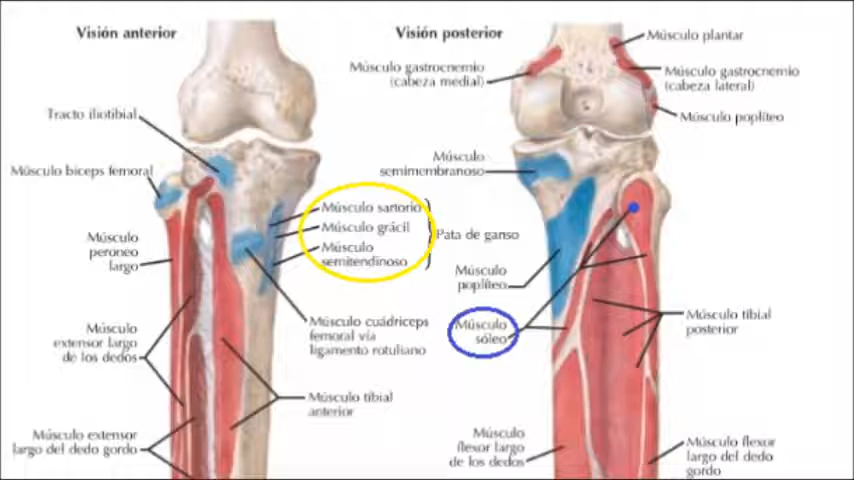 Visión anterior
Tracto iliotibial
Músculo biceps femoral
Músculo
peroneo
largo
Músculo
extensor largo
de los dedos
Músculo extensor
largo del dedo gordo
Músculo sartorio
Músculo grácil
Músculo
semitendinoso
Pata de ganso
Músculo cuádriceps
femoral vía
ligamento rotuliano
Músculo tibial
anterior
Visión posterior
Músculo gastrocnemio
(cabeza medial)
Músculo
semimembranoso
Músculo
poplíteo
Músculo
sóleo
Músculo
flexor largo
de los dedos
Músculo plantar
Músculo gastrocnemio
(cabeza lateral)
Músculo poplíteo
Músculo tibial
posterior
Músculo flexor
largo del dedo
gordo